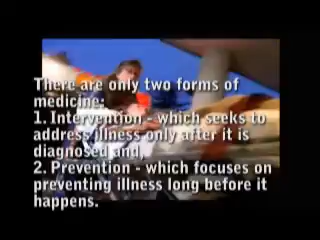 There are only two forms of
medicine:
1. Intervention - which seeks to
address illness only after it is
diagnosed and,
2. Prevention - which focuses on
preventing illness long before it
happens.